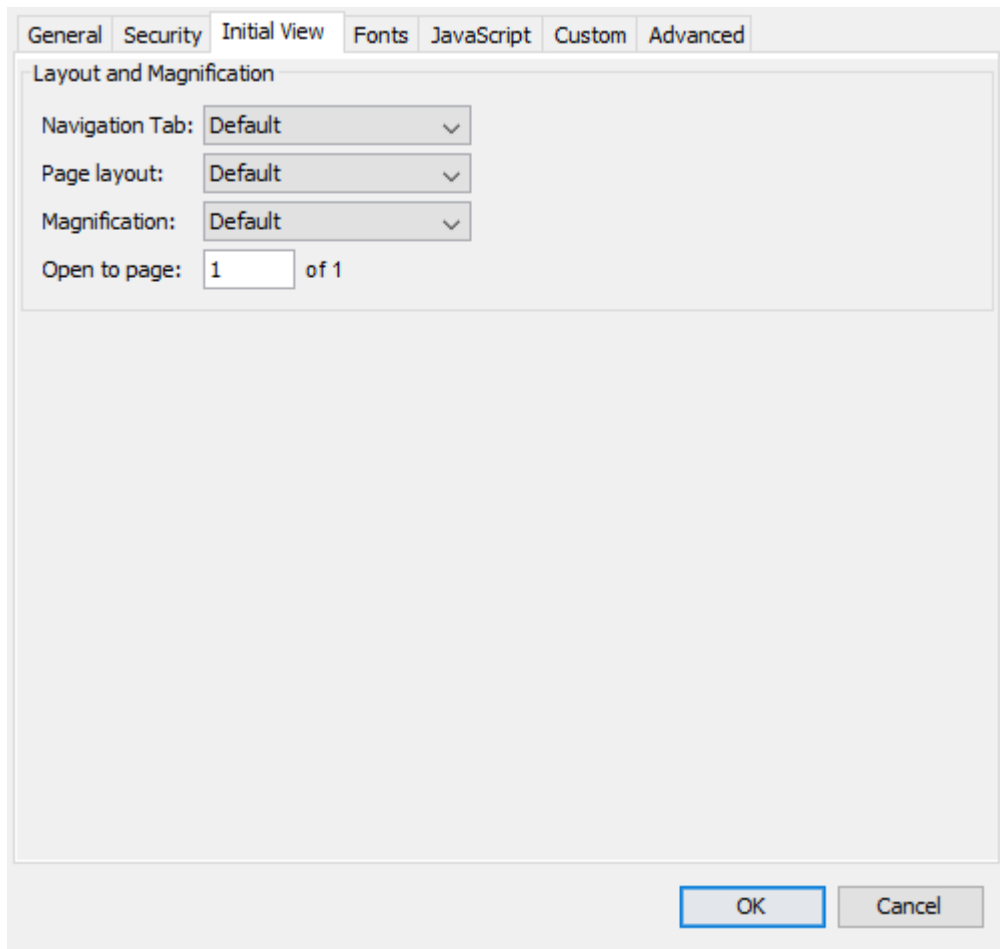 General Security Initial View Fonts JavaScript Custom Advanced
Layout and Magnification
Navigation Tab: Default
Page layout: Default
Magnification: Default
Open to page: 1 of 1
OK Cancel